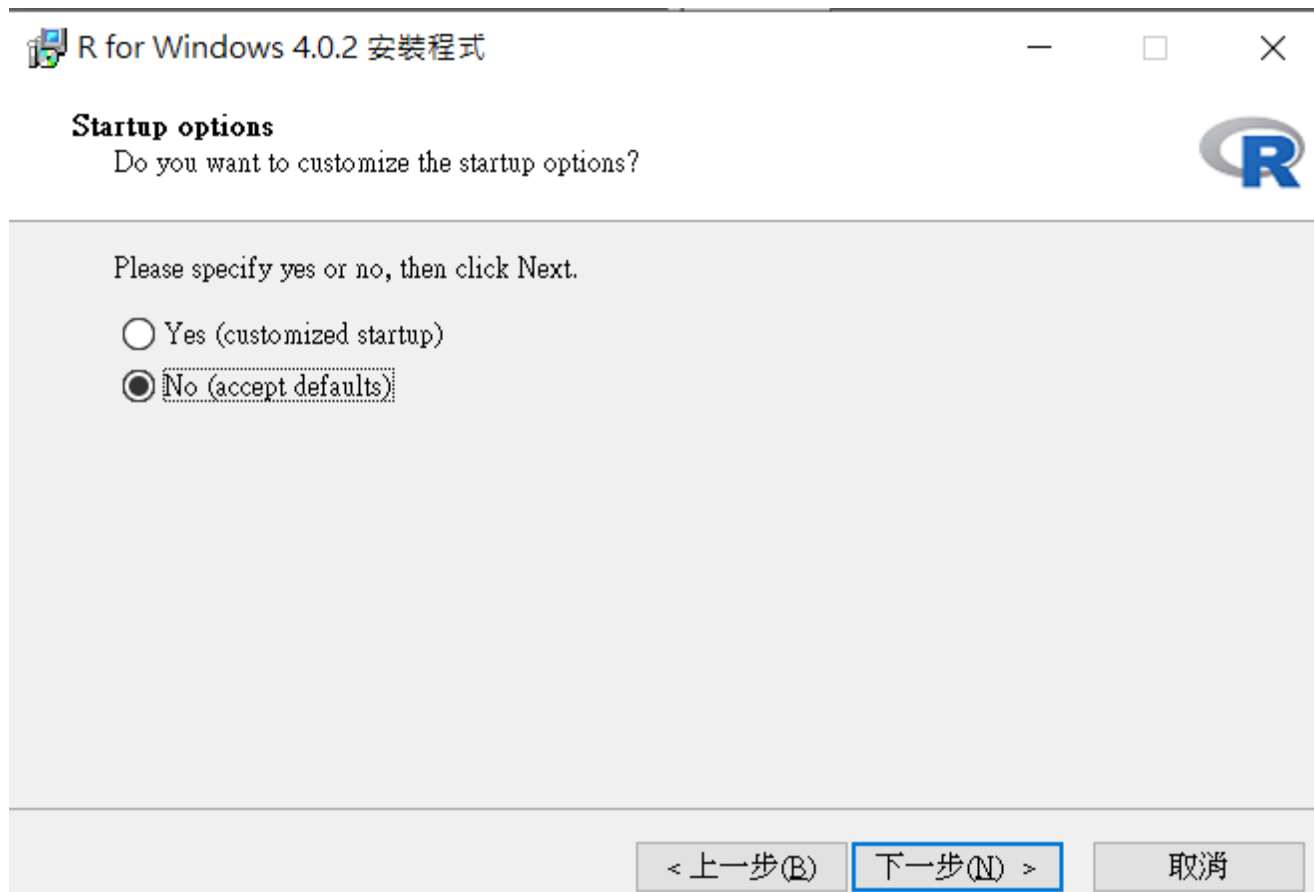 R for Windows 4.0.2 安裝程式
Startup options
Do you want to customize the startup options?
R
Please specify yes or no, then click Next.
Yes (customized startup)
No (accept defaults)
< 上一步(B)
下一步(N) >
取消